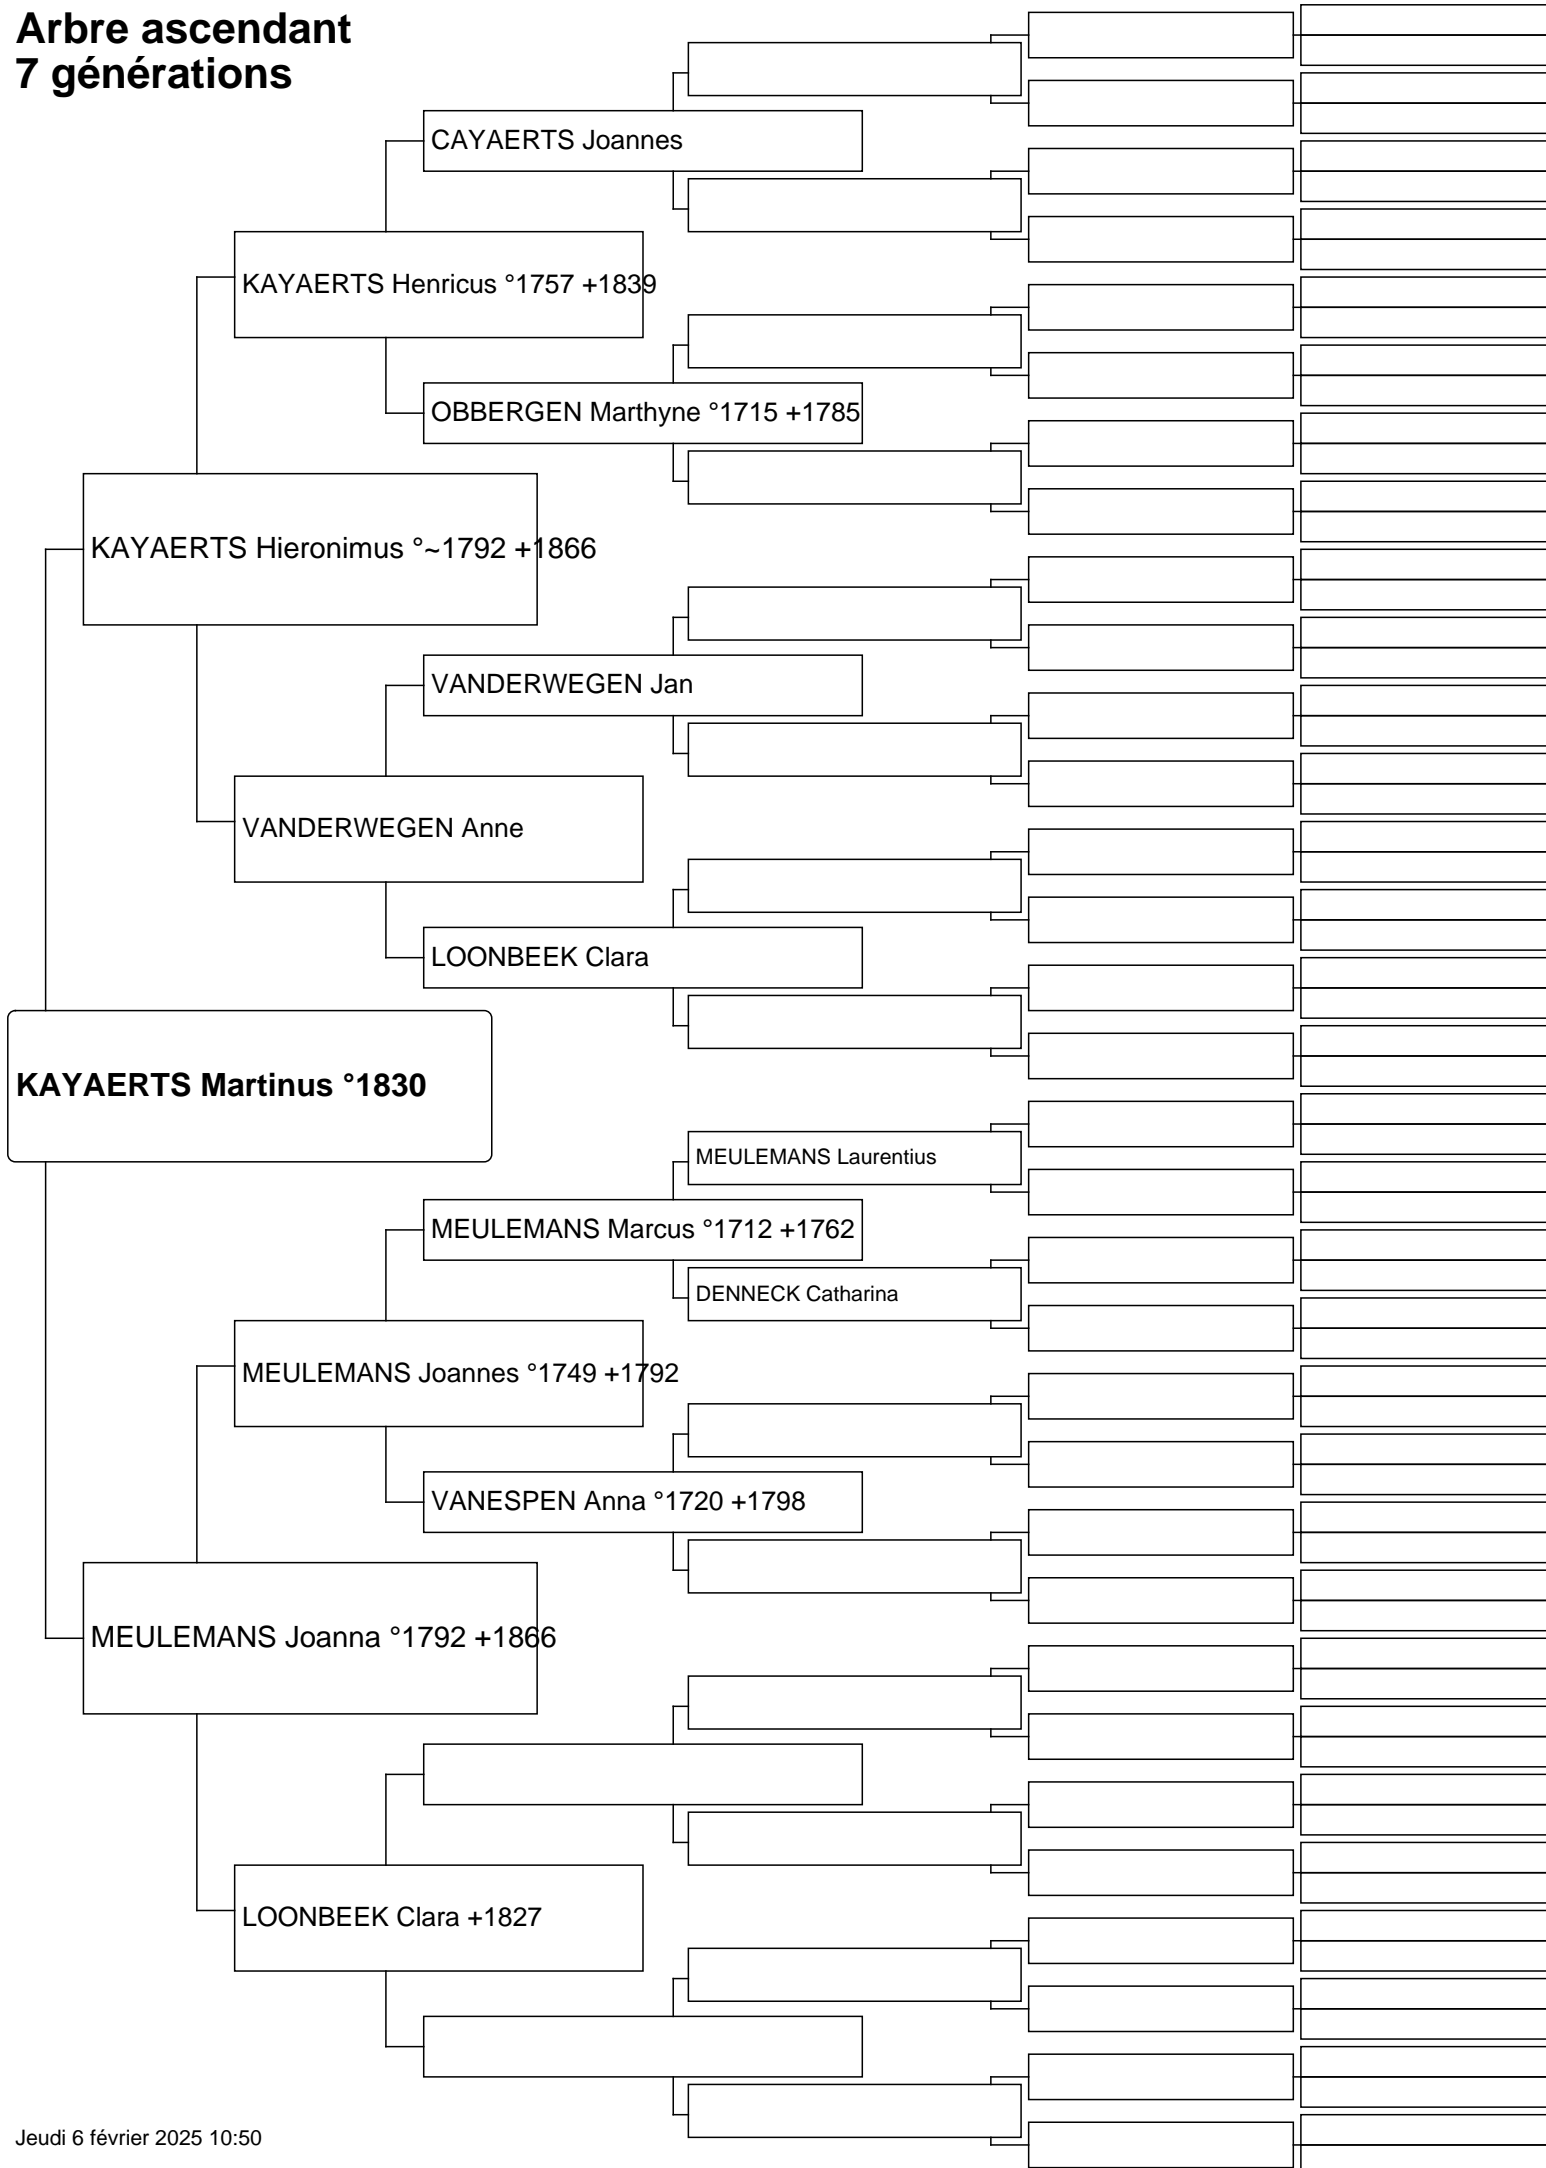 Arbre ascendant
7 générations
CAYAERTS Joannes
KAYAERTS Henricus °1757 +1839
OBBERGEN Marthyne °1715 +1785
KAYAERTS Hieronimus °~1792 +1866
VANDERWEGEN Jan
VANDERWEGEN Anne
LOONBEEK Clara
KAYAERTS Martinus °1830
MEULEMANS Laurentius
MEULEMANS Marcus °1712 +1762
DENNECK Catharina
MEULEMANS Joannes °1749 +1792
VANESPEN Anna °1720 +1798
MEULEMANS Joanna °1792 +1866
LOONBEEK Clara +1827
Jeudi 6 février 2025 10:50